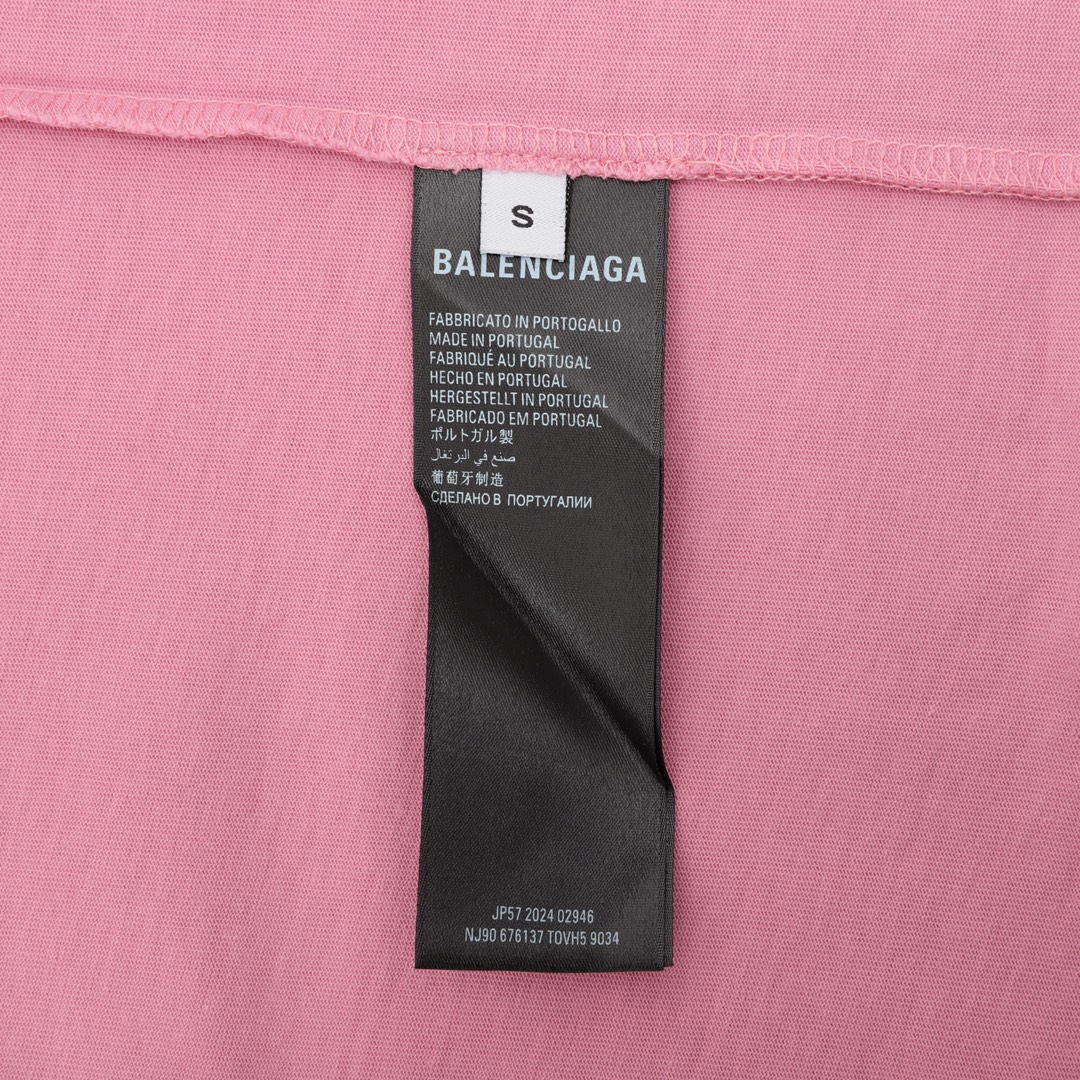 S
BALENCIAGA
FABBRICATO IN PORTOGALLO
MADE IN PORTUGAL
FABRIQUÉ AU PORTUGAL
HECHO EN PORTUGAL
HERGESTELLT IN PORTUGAL
FABRICADO EM PORTUGAL
ポルトガル製
صنع في البرتغال
葡萄牙制造
СДЕЛАНО В ПОРТУГАЛИИ
JP57 2024 02946
NJ90 676137 TOVH5 9034